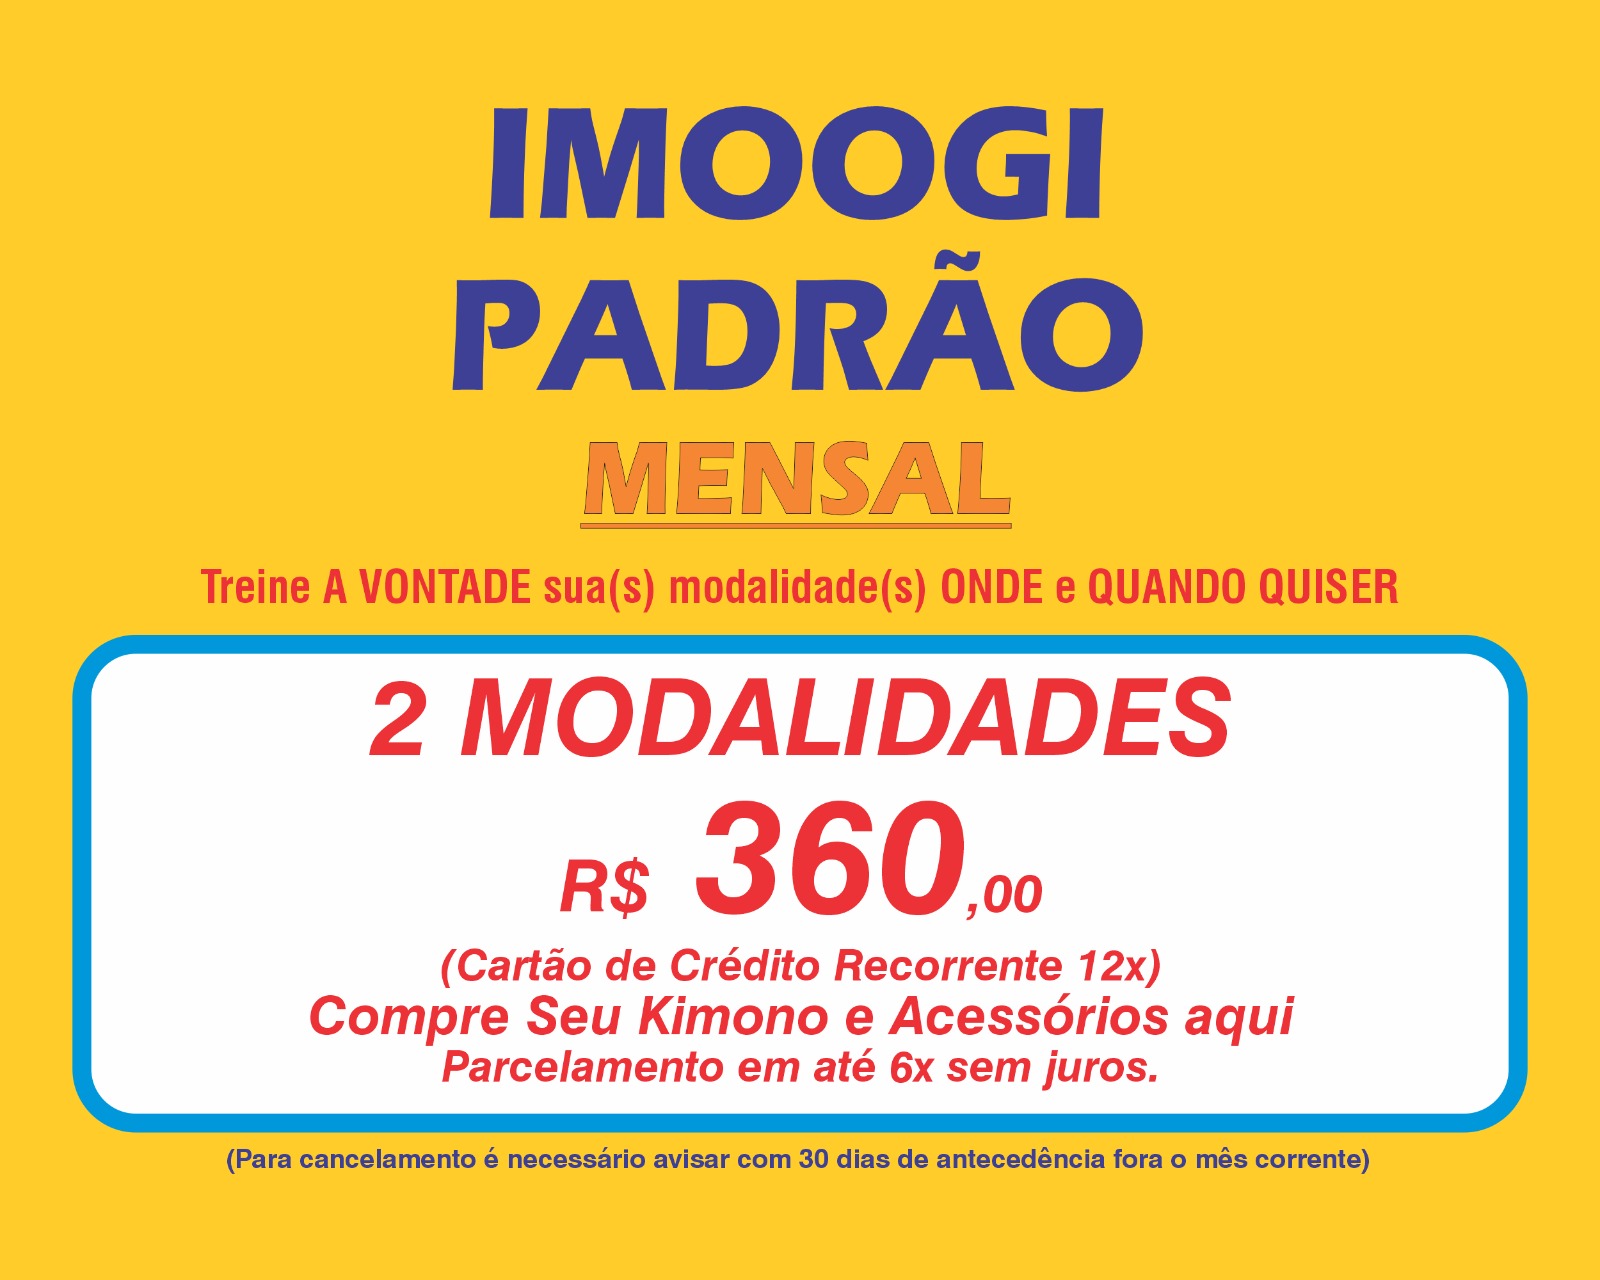 IMOOGI
PADRÃO
MENSAL
Treine A VONTADE sua(s) modalidade(s) ONDE e QUANDO QUISER
2 MODALIDADES
R$ 360,00
(Cartão de Crédito Recorrente 12x)
Compre Seu Kimono e Acessórios aqui
Parcelamento em até 6x sem juros.
(Para cancelamento é necessário avisar com 30 dias de antecedência fora o mês corrente)